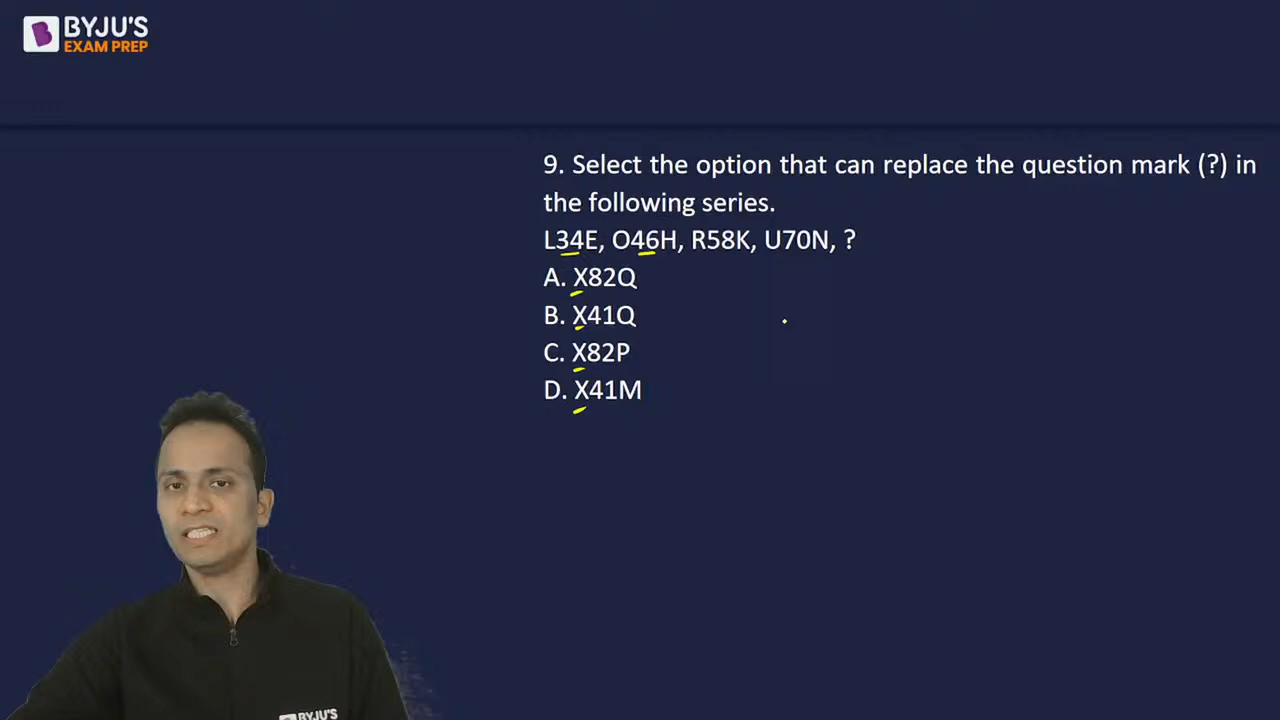 BYJU'S
EXAM PREP
9. Select the option that can replace the question mark (?) in
the following series.
L34E, O46H, R58K, U70N, ?
A. X82Q
B. X41Q
C. X82P
D. X41M
BYJU'S